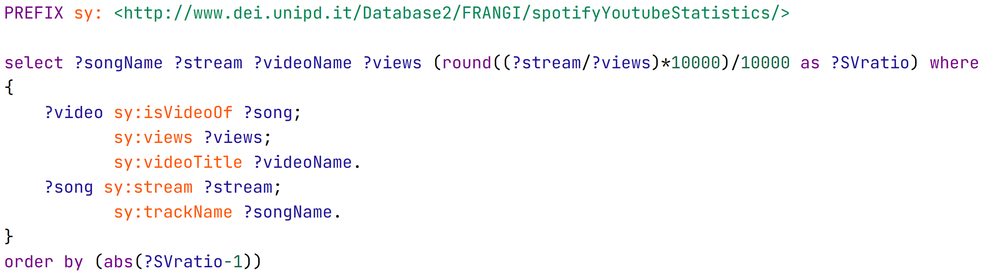 PREFIX sy: <http://www.dei.unipd.it/Database2/FRANGI/spotifyYoutubeStatistics/>
select ?songName ?stream ?videoName ?views (round((?stream/?views)*10000)/10000 as ?SVratio) where
{
?video sy:isVideoOf ?song;
sy:views ?views;
sy:videoTitle ?videoName.
?song sy:stream ?stream;
sy:trackName ?songName.
}
order by (abs(?SVratio-1))